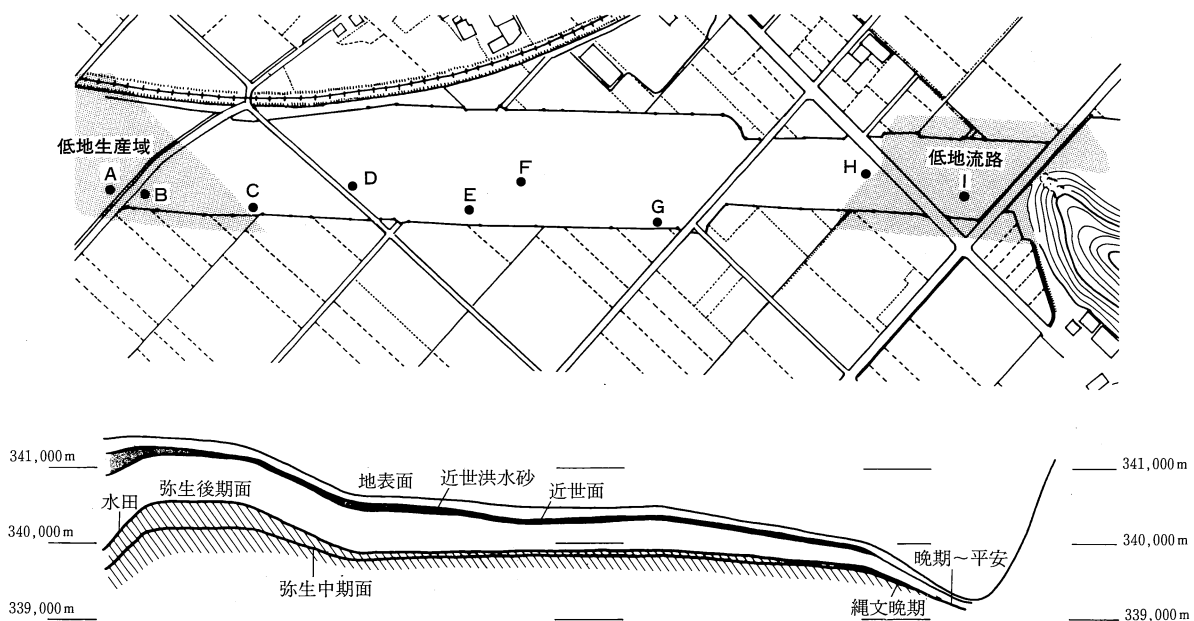 低地生産域
A
B
C
D
E
F
G
H
低地流路
I
341,000m
340,000m
339,000m
水田
弥生後期面
弥生中期面
地表面
近世洪水砂
近世面
晩期〜平安
縄文晩期
341,000m
340,000m
339,000m